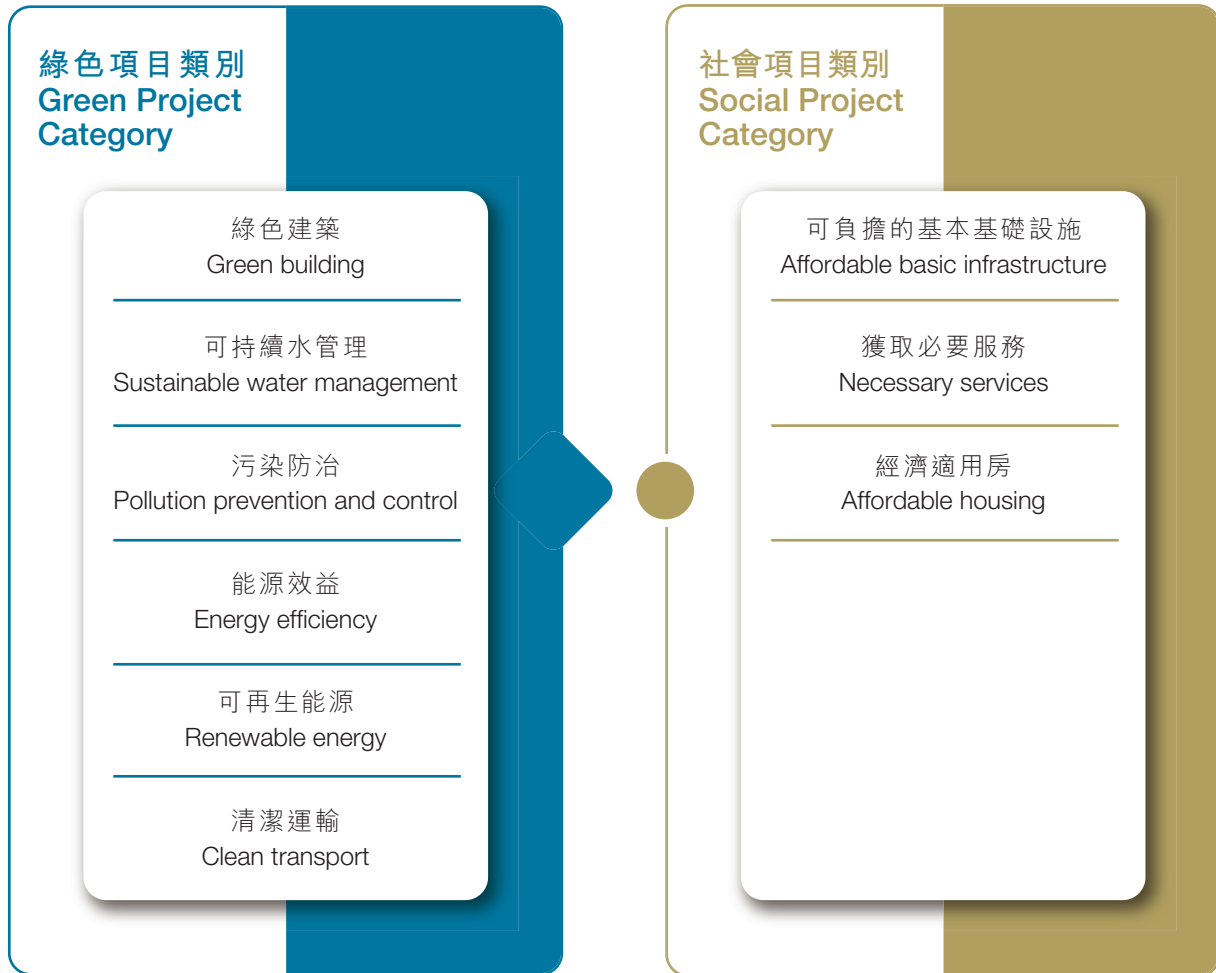 綠色項目類別
Green Project
Category
綠色建築
Green building
可持續水管理
Sustainable water management
污染防治
Pollution prevention and control
能源效益
Energy efficiency
可再生能源
Renewable energy
清潔運輸
Clean transport
社會項目類別
Social Project
Category
可負擔的基本基礎設施
Affordable basic infrastructure
獲取必要服務
Necessary services
經濟適用房
Affordable housing